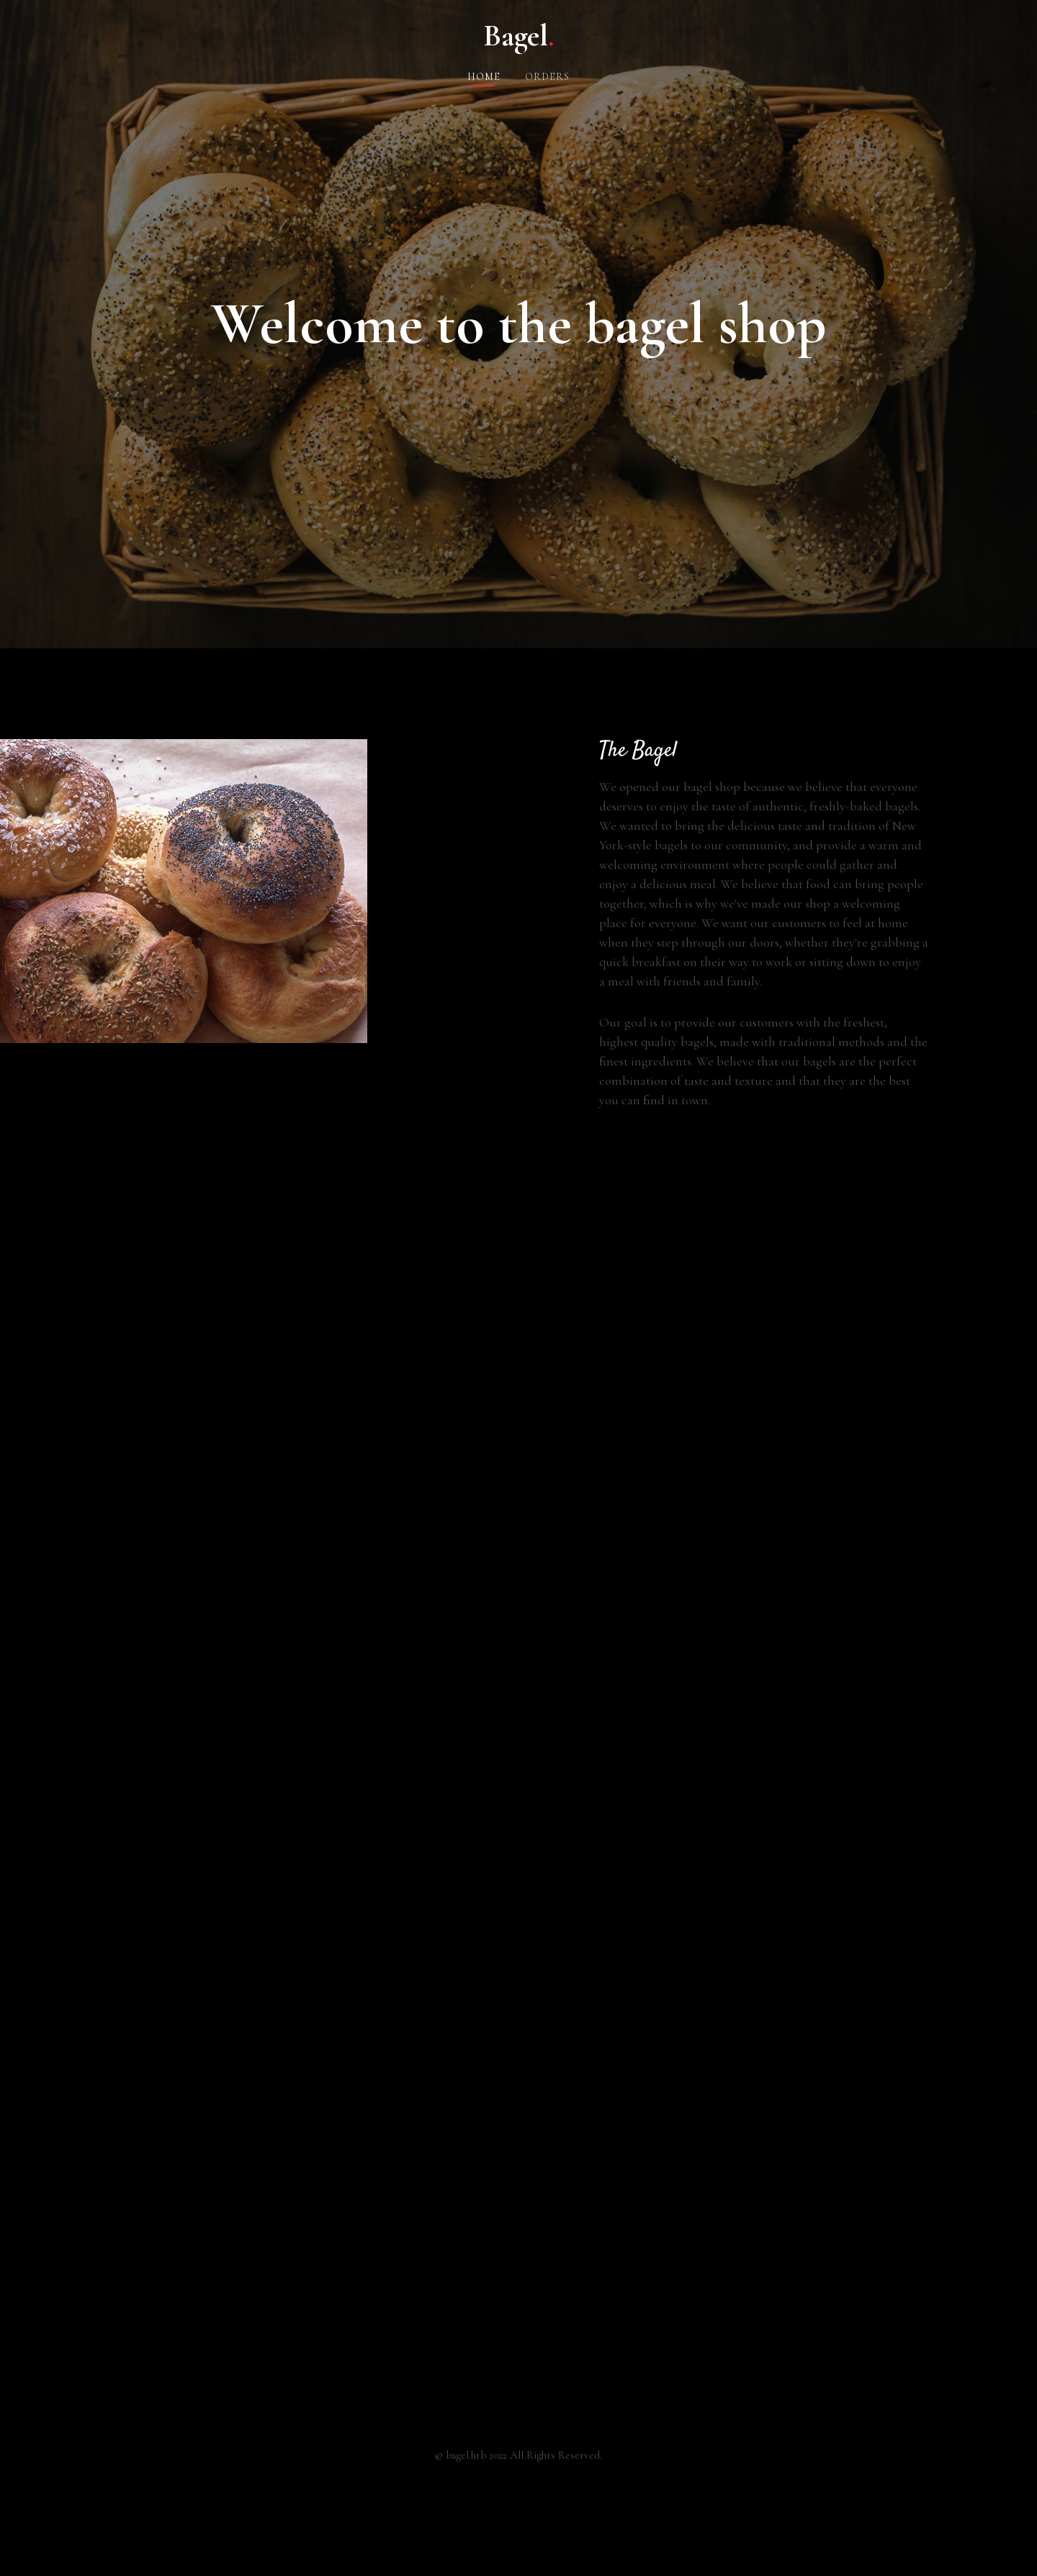 Bagel.
HOME ORDERS
Welcome to the bagel shop
The Bagel
We opened our bagel shop because we believe that everyone
deserves to enjoy the taste of authentic, freshly-baked bagels.
We wanted to bring the delicious taste and tradition of New
York-style bagels to our community, and provide a warm and
welcoming environment where people could gather and
enjoy a delicious meal. We believe that food can bring people
together, which is why we've made our shop a welcoming
place for everyone. We want our customers to feel at home
when they step through our doors, whether they're grabbing a
quick breakfast on their way to work or sitting down to enjoy
a meal with friends and family.
Our goal is to provide our customers with the freshest,
highest quality bagels, made with traditional methods and the
finest ingredients. We believe that our bagels are the perfect
combination of taste and texture and that they are the best
you can find in town.
© bagel.htb 2022 All Rights Reserved.